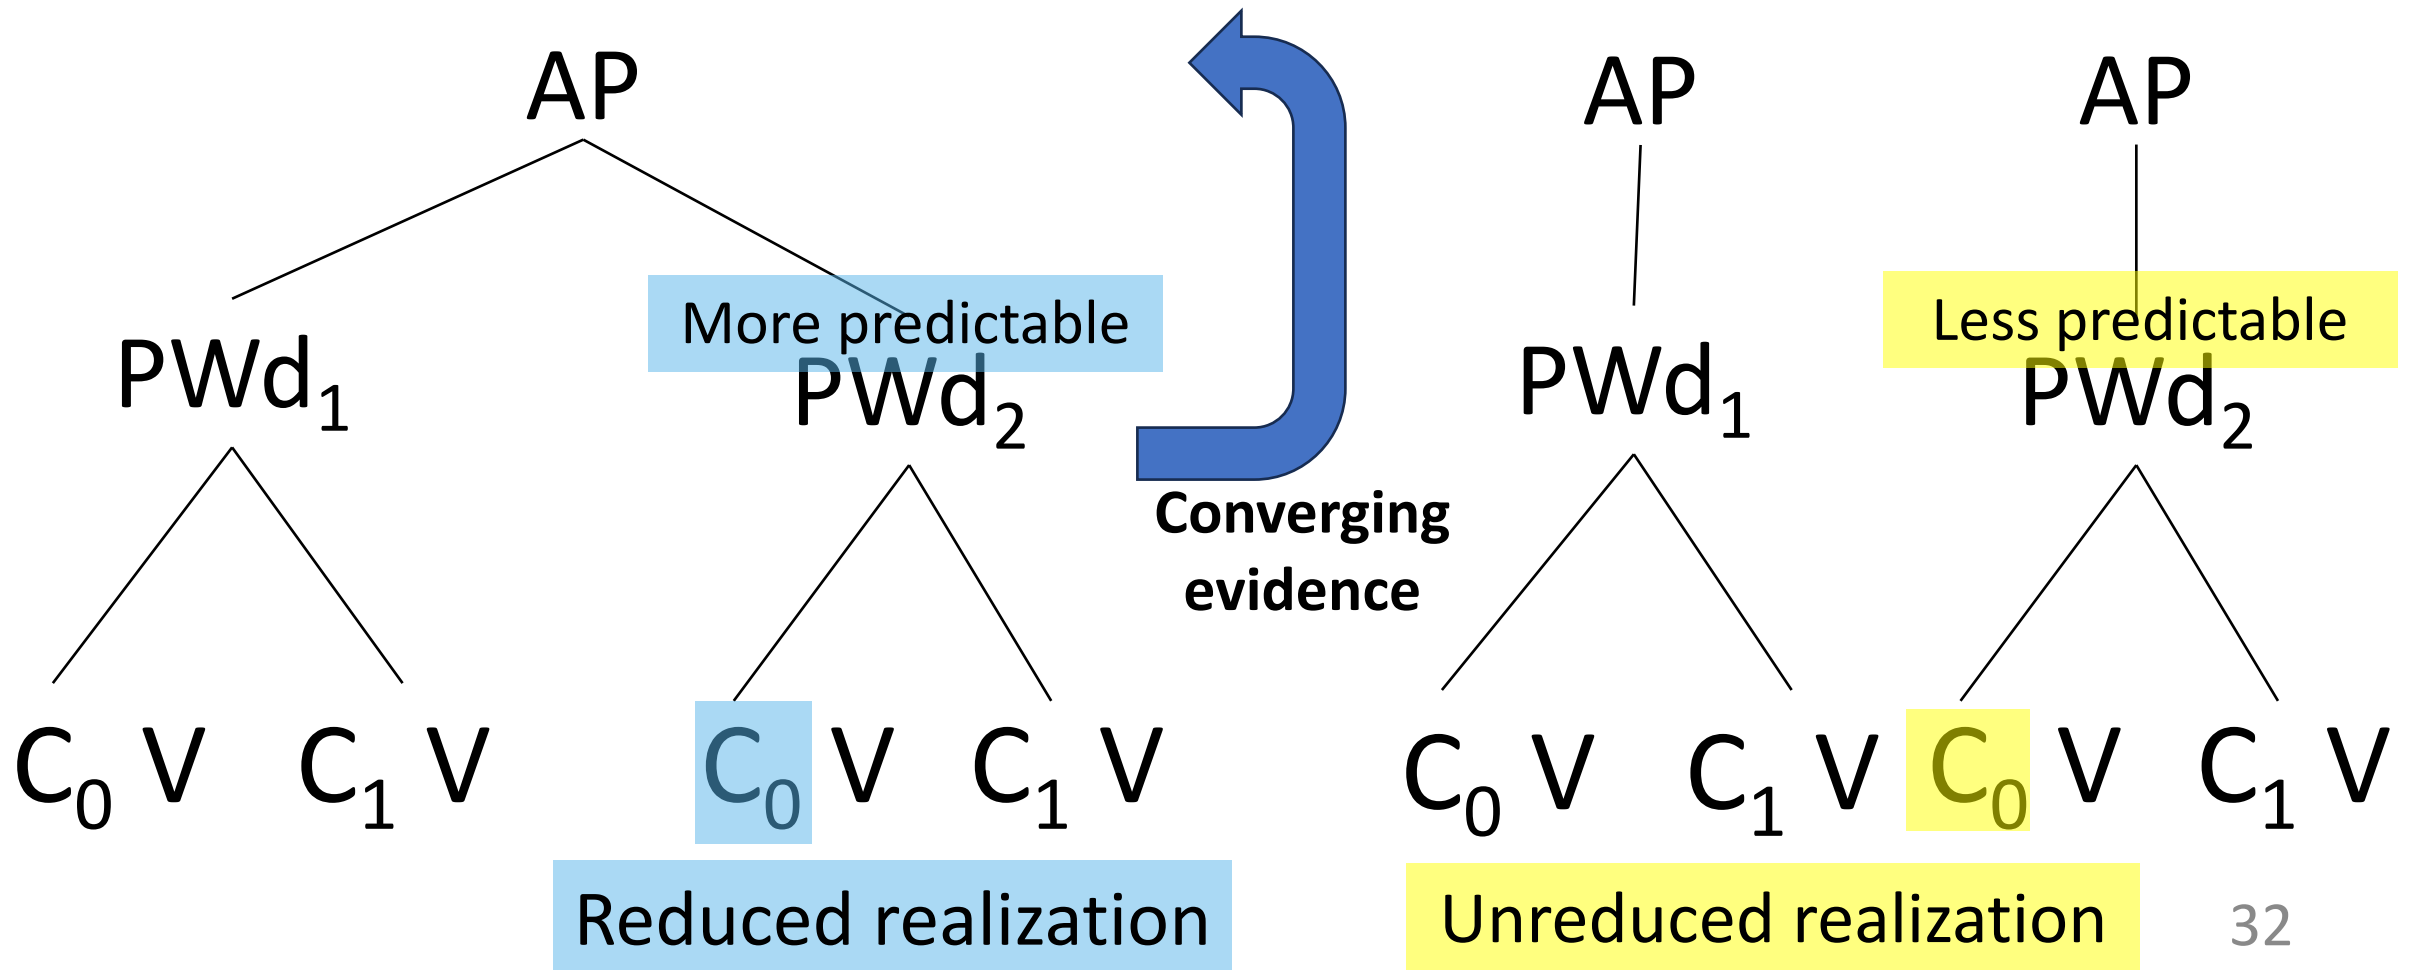 AP
AP
AP
More predictable
Less predictable
PWd₁
PWd₂
PWd₁
PWd₂
Converging
evidence
C₀ V C₁ V
C₀ V C₁ V
C₀ V C₁ V
C₀ V C₁ V
Reduced realization
Unreduced realization
32